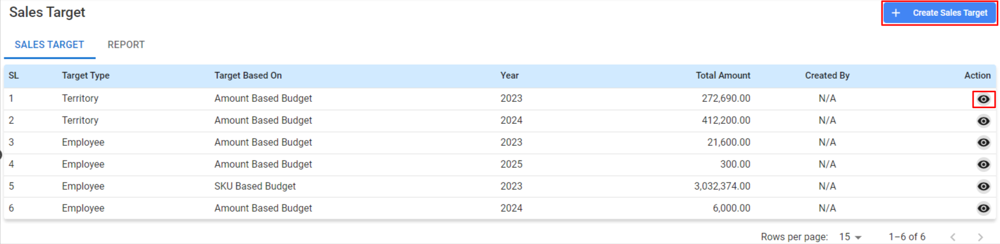 Sales Target
+ Create Sales Target
SALES TARGET REPORT
SL Target Type Target Based On Year Total Amount Created By Action
1 Territory Amount Based Budget 2023 272,690.00 N/A
2 Territory Amount Based Budget 2024 412,200.00 N/A
3 Employee Amount Based Budget 2023 21,600.00 N/A
4 Employee Amount Based Budget 2025 300.00 N/A
5 Employee SKU Based Budget 2023 3,032,374.00 N/A
6 Employee Amount Based Budget 2024 6,000.00 N/A
Rows per page: 15 1–6 of 6